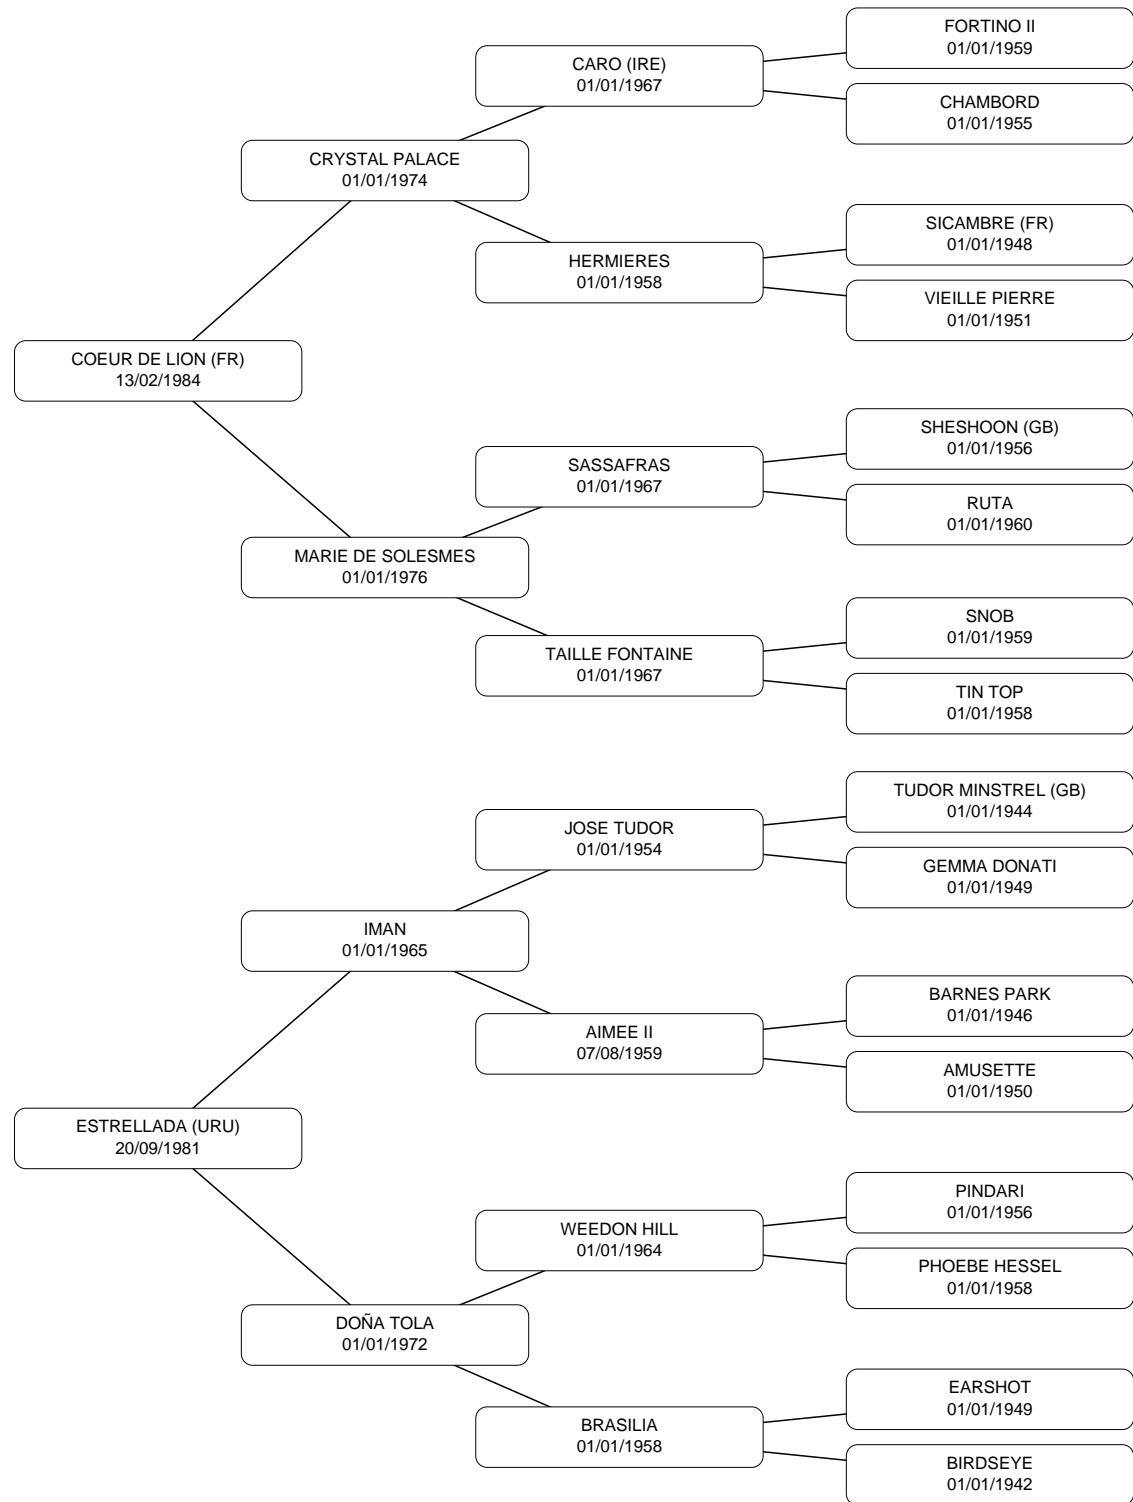 FORTINO II
01/01/1959
CARO (IRE)
01/01/1967
CHAMBORD
01/01/1955
CRYSTAL PALACE
01/01/1974
SICAMBRE (FR)
01/01/1948
HERMIERES
01/01/1958
VIEILLE PIERRE
01/01/1951
COEUR DE LION (FR)
13/02/1984
SHESHOON (GB)
01/01/1956
SASSAFRAS
01/01/1967
RUTA
01/01/1960
MARIE DE SOLESMES
01/01/1976
SNOB
01/01/1959
TAILLE FONTAINE
01/01/1967
TIN TOP
01/01/1958
TUDOR MINSTREL (GB)
01/01/1944
JOSE TUDOR
01/01/1954
GEMMA DONATI
01/01/1949
IMAN
01/01/1965
BARNES PARK
01/01/1946
AIMEE II
07/08/1959
AMUSETTE
01/01/1950
ESTRELLADA (URU)
20/09/1981
PINDARI
01/01/1956
WEEDON HILL
01/01/1964
PHOEBE HESSEL
01/01/1958
DOÑA TOLA
01/01/1972
EARSHOT
01/01/1949
BRASILIA
01/01/1958
BIRDSEYE
01/01/1942